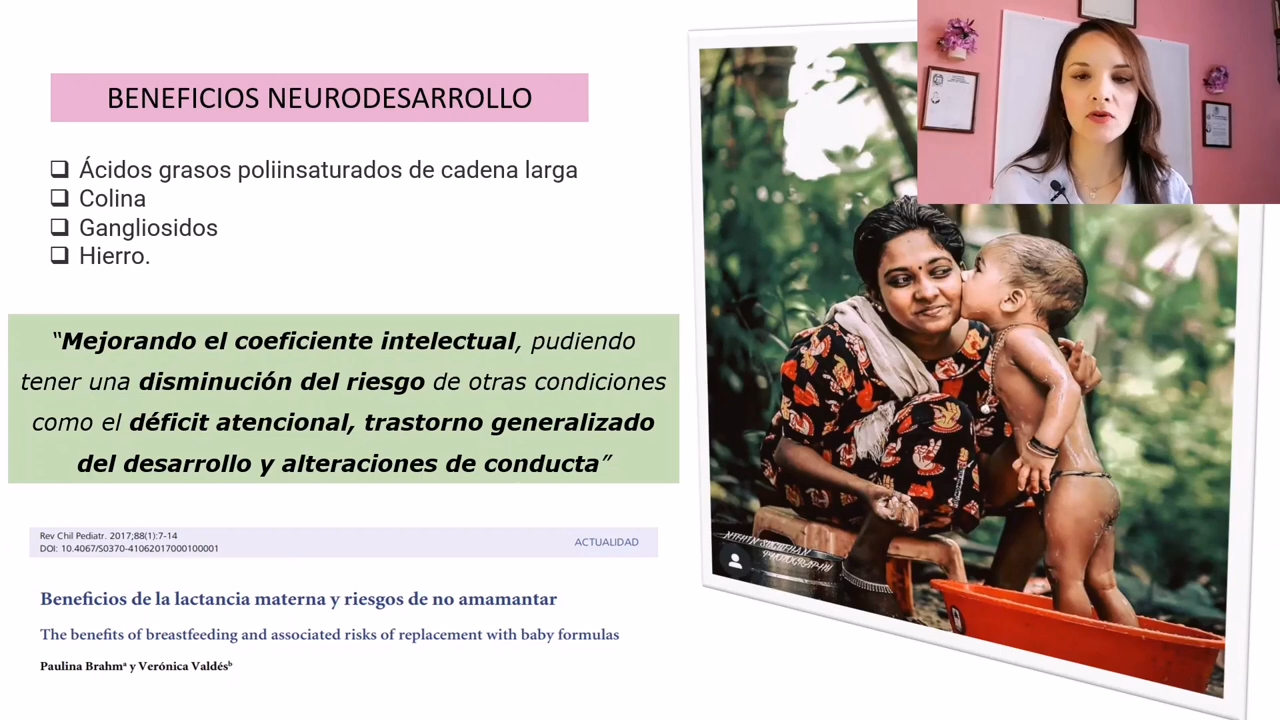 BENEFICIOS NEURODESARROLLO
Ácidos grasos poliinsaturados de cadena larga
Colina
Gangliosidos
Hierro.
“Mejorando el coeficiente intelectual, pudiendo
tener una disminución del riesgo de otras condiciones
como el déficit atencional, trastorno generalizado
del desarrollo y alteraciones de conducta”
Rev Chil Pediatr. 2017;88(1):7-14
DOI: 10.4067/S0370-41062017000100001
ACTUALIDAD
Beneficios de la lactancia materna y riesgos de no amamantar
The benefits of breastfeeding and associated risks of replacement with baby formulas
Paulina Brahmᵃ y Verónica Valdésᵇ
PHOTOGRAPHY